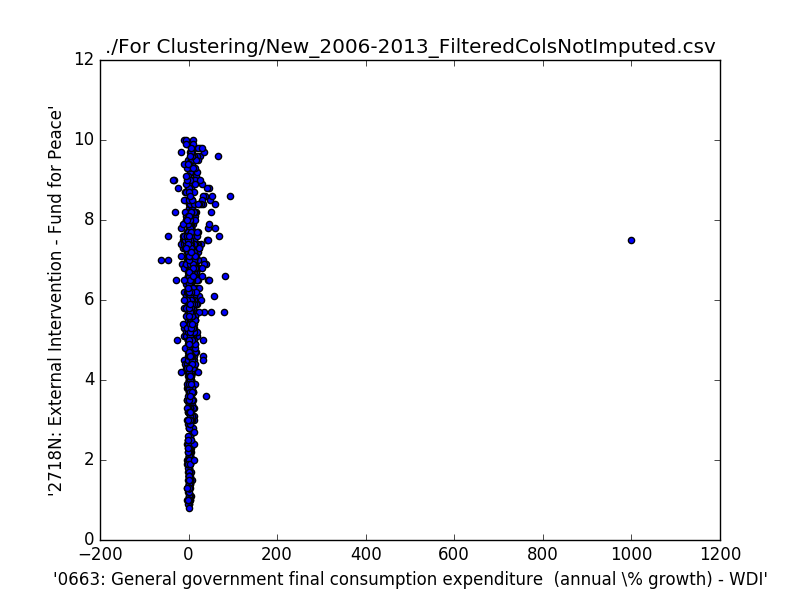 ./For Clustering/New_2006-2013_FilteredColsNotImputed.csv
12
10
8
6
4
2
0
'2718N: External Intervention - Fund for Peace'
−200 0 200 400 600 800 1000 1200
'0663: General government final consumption expenditure  (annual \% growth) - WDI'